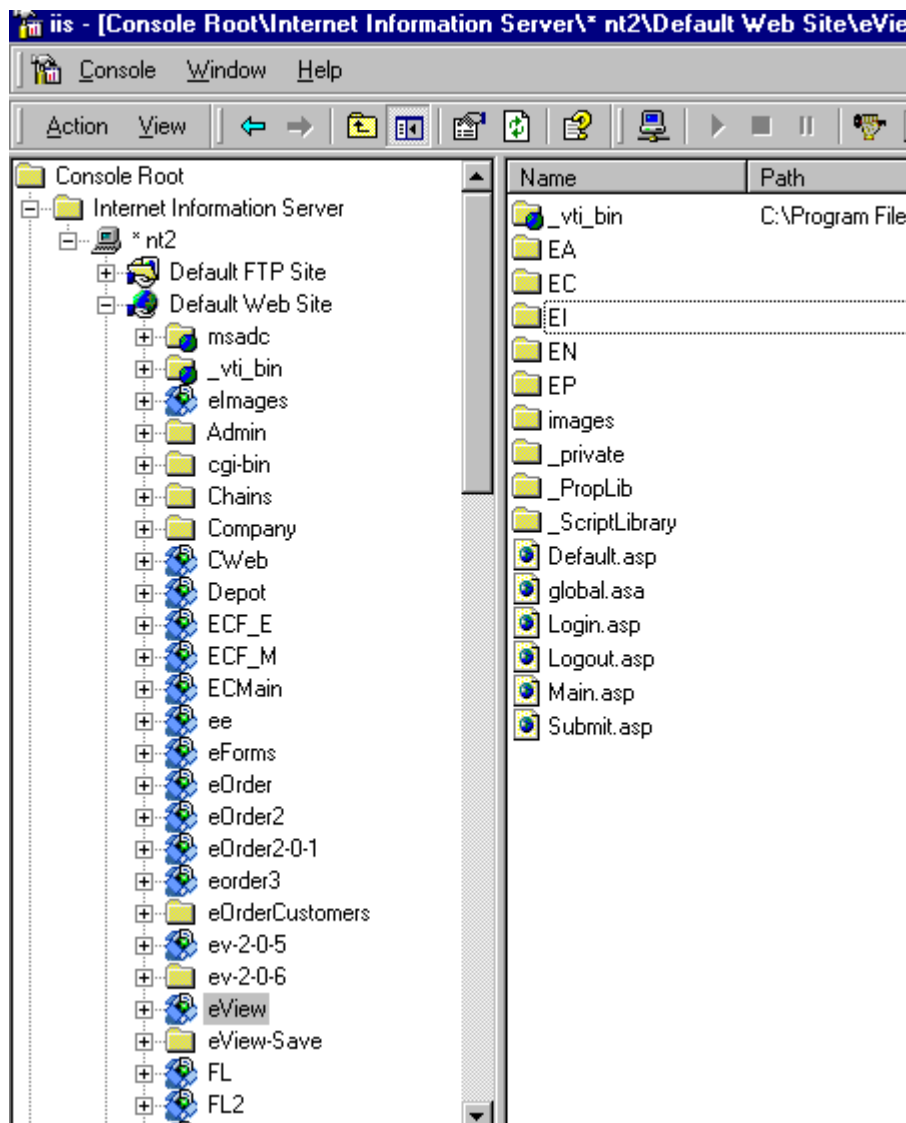 iis - [Console Root\Internet Information Server\* nt2\Default Web Site\eVie
Console Window Help
Action View
Console Root
Internet Information Server
* nt2
Default FTP Site
Default Web Site
msadc
_vti_bin
eImages
Admin
cgi-bin
Chains
Company
CWeb
Depot
ECF_E
ECF_M
ECMain
ee
eForms
eOrder
eOrder2
eOrder2-0-1
eorder3
eOrderCustomers
ev-2-0-5
ev-2-0-6
eView
eView-Save
FL
FL2
Name Path
_vti_bin C:\Program File
EA
EC
EI
EN
EP
images
_private
_PropLib
_ScriptLibrary
Default.asp
global.asa
Login.asp
Logout.asp
Main.asp
Submit.asp